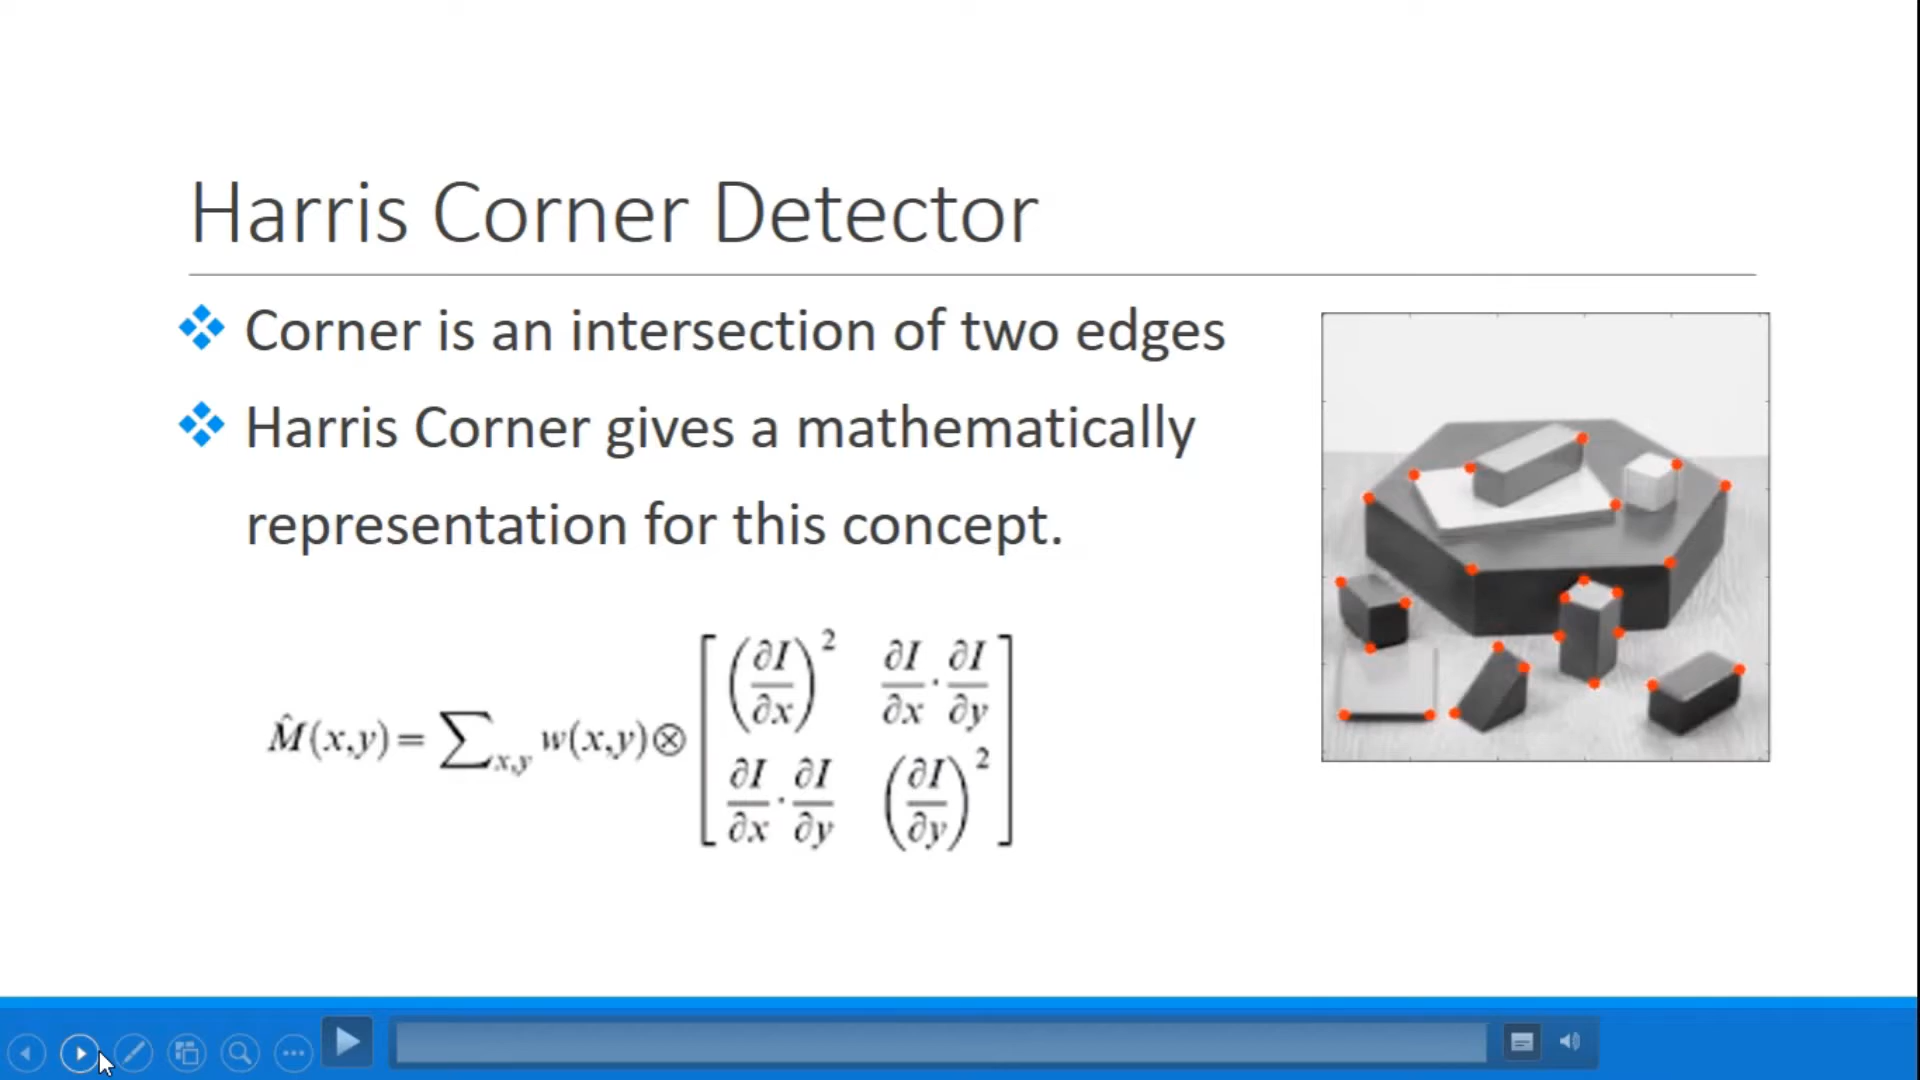 Harris Corner Detector
❖ Corner is an intersection of two edges
❖ Harris Corner gives a mathematically
representation for this concept.
M̂(x,y) = ∑x,y w(x,y) ⊗ [ (∂I/∂x)² ∂I/∂x · ∂I/∂y
∂I/∂x · ∂I/∂y (∂I/∂y)² ]